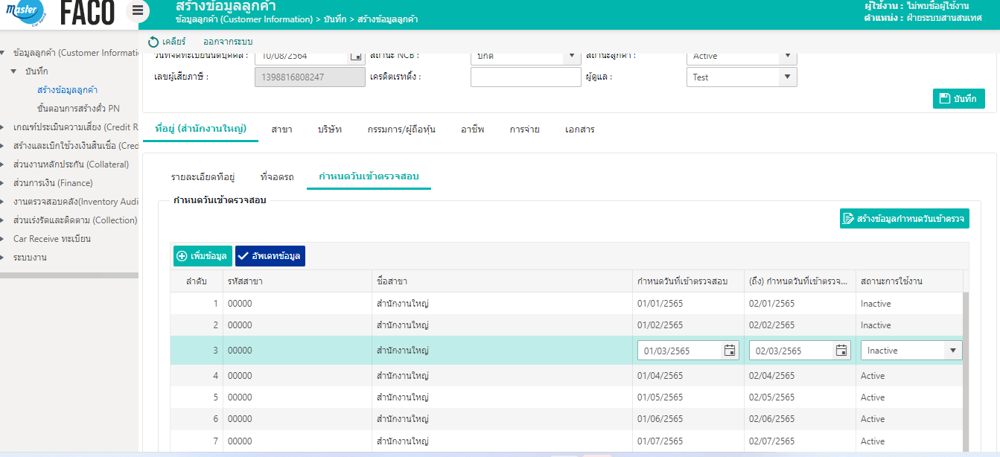 Master
Car Service
FACO
สร้างข้อมูลลูกค้า
ข้อมูลลูกค้า (Customer Information) > บันทึก > สร้างข้อมูลลูกค้า
ผู้ใช้งาน : ไม่พบชื่อผู้ใช้งาน
ตำแหน่ง : ฝ่ายระบบสานสนเทศ
เคลียร์ ออกจากระบบ
ข้อมูลลูกค้า (Customer Informati
บันทึก
สร้างข้อมูลลูกค้า
ขั้นตอนการสร้างตั๋ว PN
เกณฑ์ประเมินความเสี่ยง (Credit R
สร้างและเบิกใช้วงเงินสินเชื่อ (Cred
ส่วนงานหลักประกัน (Collateral)
ส่วนการเงิน (Finance)
งานตรวจสอบคลัง(Inventory Audi
ส่วนเร่งรัดและติดตาม (Collection)
Car Receive ทะเบียน
ระบบงาน
วันที่จดทะเบียนนิติบุคคล : 10/08/2564 สถานะ NCB : ปกติ สถานะลูกค้า : Active
เลขผู้เสียภาษี : 1398816808247 เครดิตเรทติ้ง : ผู้ดูแล : Test
บันทึก
ที่อยู่ (สำนักงานใหญ่) สาขา บริษัท กรรมการ/ผู้ถือหุ้น อาชีพ การจ่าย เอกสาร
รายละเอียดที่อยู่ ที่จอดรถ กำหนดวันเข้าตรวจสอบ
กำหนดวันเข้าตรวจสอบ
สร้างข้อมูลกำหนดวันเข้าตรวจ
เพิ่มข้อมูล อัพเดทข้อมูล
ลำดับ รหัสสาขา ชื่อสาขา กำหนดวันที่เข้าตรวจสอบ (ถึง) กำหนดวันที่เข้าตรวจ... สถานะการใช้งาน
1 00000 สำนักงานใหญ่ 01/01/2565 02/01/2565 Inactive
2 00000 สำนักงานใหญ่ 01/02/2565 02/02/2565 Inactive
3 00000 สำนักงานใหญ่ 01/03/2565 02/03/2565 Inactive
4 00000 สำนักงานใหญ่ 01/04/2565 02/04/2565 Active
5 00000 สำนักงานใหญ่ 01/05/2565 02/05/2565 Active
6 00000 สำนักงานใหญ่ 01/06/2565 02/06/2565 Active
7 00000 สำนักงานใหญ่ 01/07/2565 02/07/2565 Active